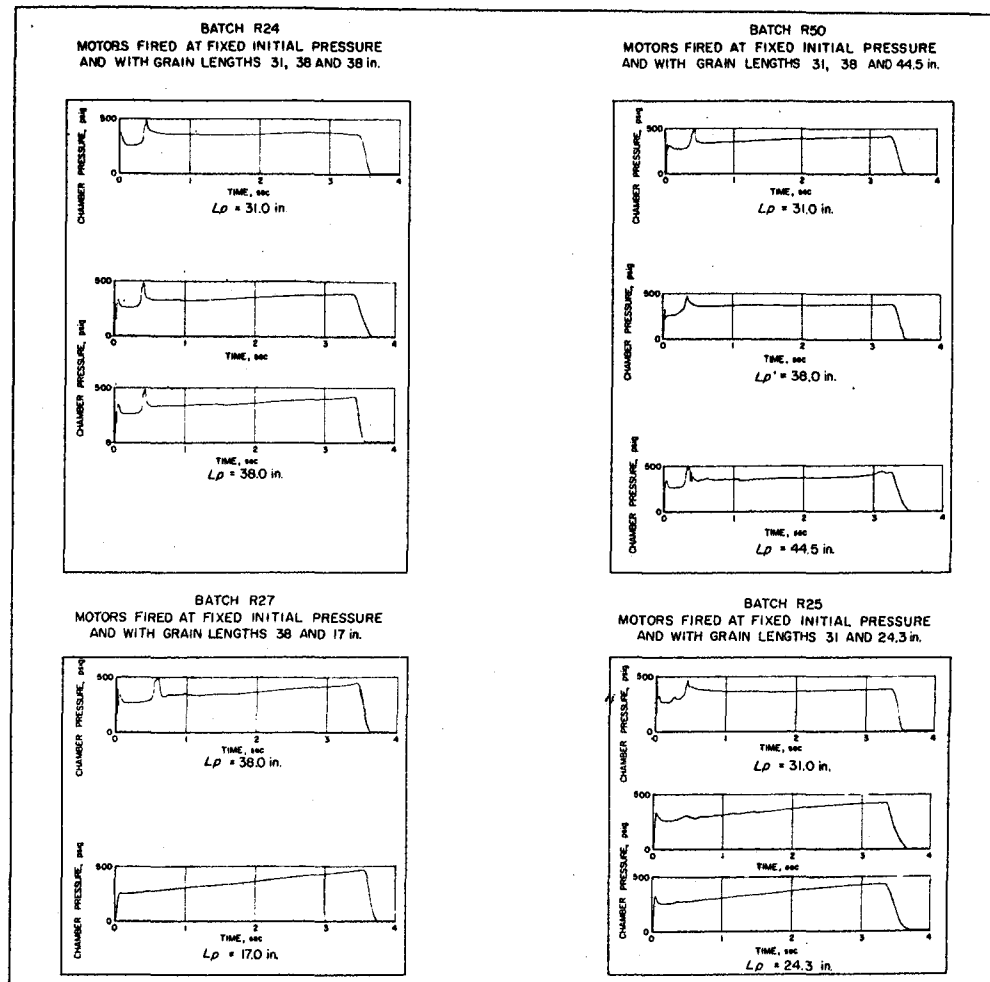 BATCH R24
MOTORS FIRED AT FIXED INITIAL PRESSURE
AND WITH GRAIN LENGTHS 31, 38 AND 38 in.
CHAMBER PRESSURE, psig
500
0
0 1 2 3 4
TIME, sec
Lp = 31.0 in.
CHAMBER PRESSURE, psig
500
0
0 1 2 3 4
TIME, sec
CHAMBER PRESSURE, psig
500
0
0 1 2 3 4
TIME, sec
Lp = 38.0 in.
BATCH R50
MOTORS FIRED AT FIXED INITIAL PRESSURE
AND WITH GRAIN LENGTHS 31, 38 AND 44.5 in.
CHAMBER PRESSURE, psig
500
0
0 1 2 3 4
TIME, sec
Lp = 31.0 in.
CHAMBER PRESSURE, psig
500
0
0 1 2 3 4
TIME, sec
Lp' = 38.0 in.
CHAMBER PRESSURE, psig
500
0
0 1 2 3 4
TIME, sec
Lp = 44.5 in.
BATCH R27
MOTORS FIRED AT FIXED INITIAL PRESSURE
AND WITH GRAIN LENGTHS 38 AND 17 in.
CHAMBER PRESSURE, psig
500
0
0 1 2 3 4
TIME, sec
Lp = 38.0 in.
CHAMBER PRESSURE, psig
500
0
0 1 2 3 4
TIME, sec
Lp = 17.0 in.
BATCH R25
MOTORS FIRED AT FIXED INITIAL PRESSURE
AND WITH GRAIN LENGTHS 31 AND 24.3 in.
CHAMBER PRESSURE, psig
500
0
0 1 2 3 4
TIME, sec
Lp = 31.0 in.
CHAMBER PRESSURE, psig
500
0
0 1 2 3 4
TIME, sec
CHAMBER PRESSURE, psig
500
0
0 1 2 3 4
TIME, sec
Lp = 24.3 in.